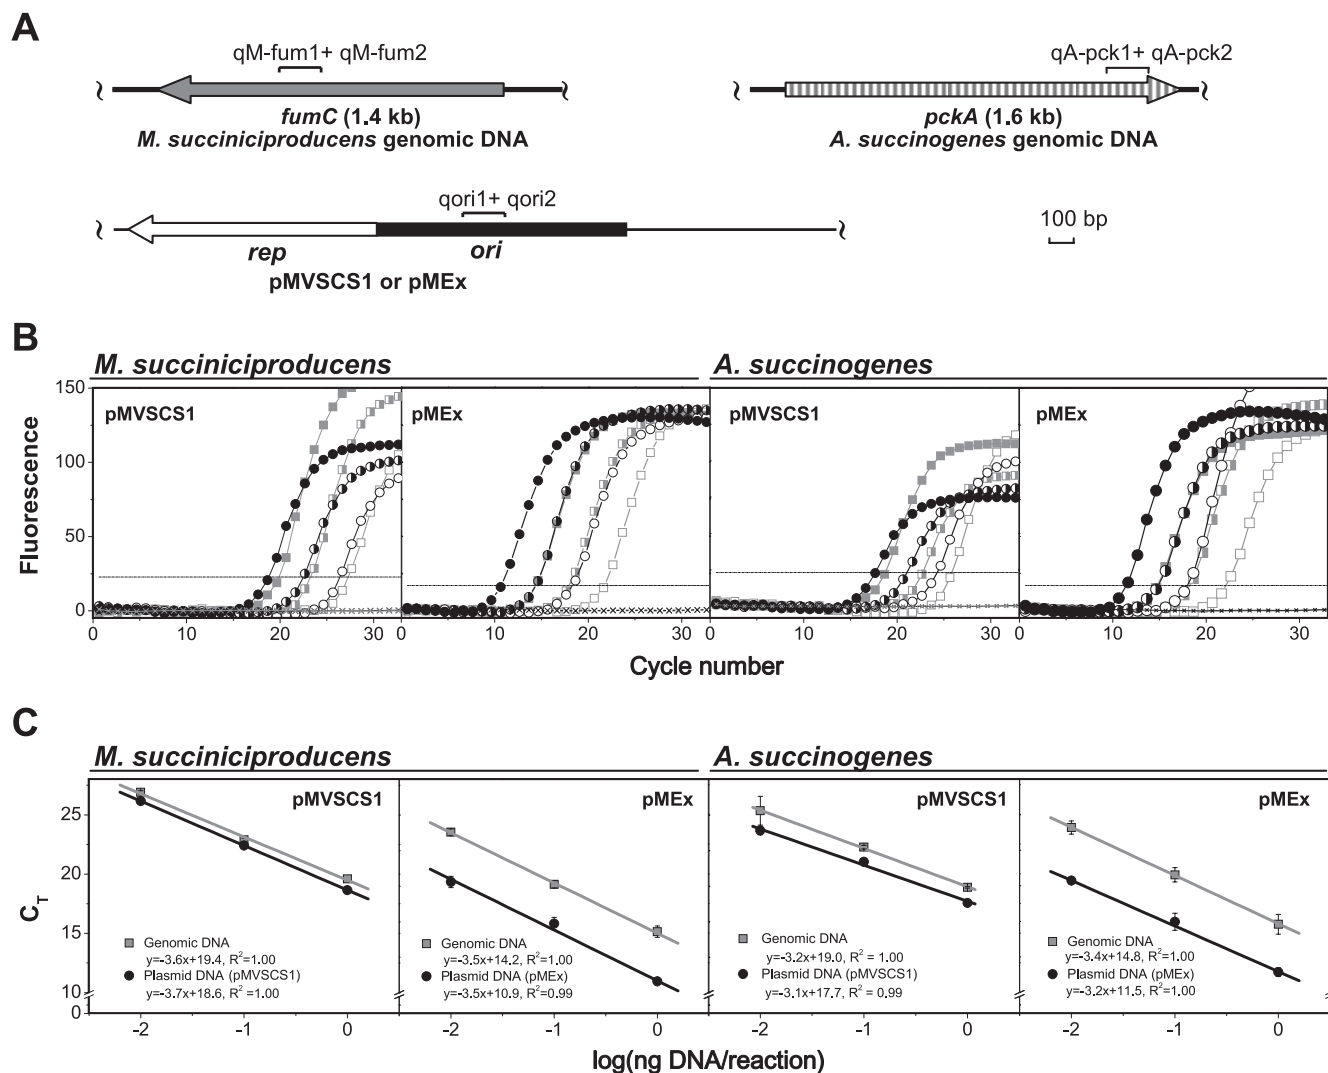 A
qM-fum1+ qM-fum2
qA-pck1+ qA-pck2
fumC (1.4 kb)
M. succiniciproducens genomic DNA
pckA (1.6 kb)
A. succinogenes genomic DNA
qori1+ qori2
100 bp
rep
ori
pMVSCS1 or pMEx
B
M. succiniciproducens
A. succinogenes
150
100
50
0
Fluorescence
pMVSCS1
pMEx
pMVSCS1
pMEx
0 10 20 30
0 10 20 30
0 10 20 30
0 10 20 30
Cycle number
C
M. succiniciproducens
A. succinogenes
25
20
15
10
0
C_T
pMVSCS1
Genomic DNA
y=-3.6x+19.4, R²=1.00
Plasmid DNA (pMVSCS1)
y=-3.7x+18.6, R²=1.00
pMEx
Genomic DNA
y=-3.5x+14.2, R²=1.00
Plasmid DNA (pMEx)
y=-3.5x+10.9, R²=0.99
pMVSCS1
Genomic DNA
y=-3.2x+19.0, R² = 1.00
Plasmid DNA (pMVSCS1)
y=-3.1x+17.7, R² = 0.99
pMEx
Genomic DNA
y=-3.4x+14.8, R²=1.00
Plasmid DNA (pMEx)
y=-3.2x+11.5, R²=1.00
-2 -1 0
-2 -1 0
-2 -1 0
-2 -1 0
log(ng DNA/reaction)